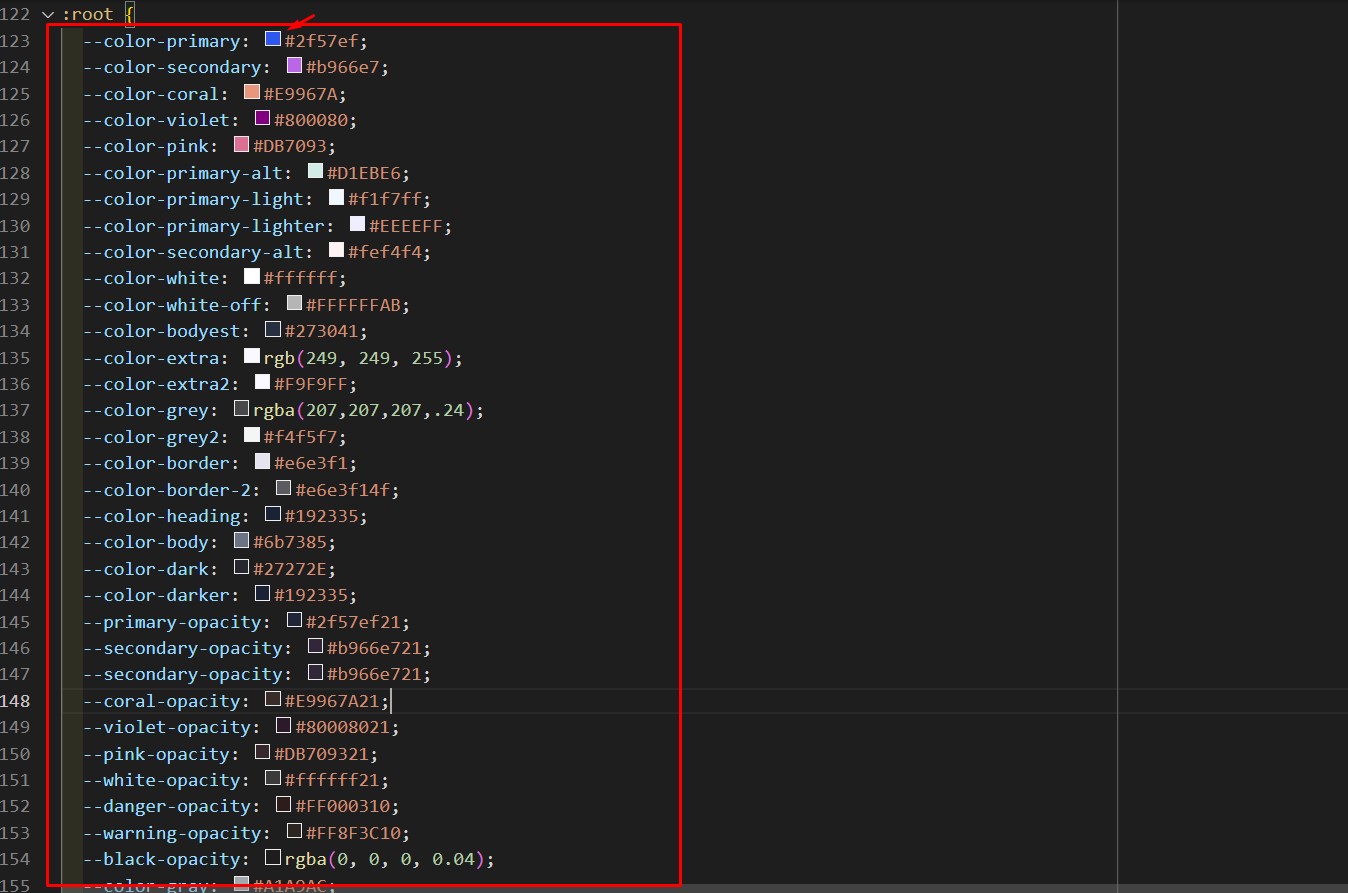 122 :root {
123 --color-primary: #2f57ef;
124 --color-secondary: #b966e7;
125 --color-coral: #E9967A;
126 --color-violet: #800080;
127 --color-pink: #DB7093;
128 --color-primary-alt: #D1EBE6;
129 --color-primary-light: #f1f7ff;
130 --color-primary-lighter: #EEEEFF;
131 --color-secondary-alt: #fef4f4;
132 --color-white: #ffffff;
133 --color-white-off: #FFFFFFAB;
134 --color-bodyest: #273041;
135 --color-extra: rgb(249, 249, 255);
136 --color-extra2: #F9F9FF;
137 --color-grey: rgba(207,207,207,.24);
138 --color-grey2: #f4f5f7;
139 --color-border: #e6e3f1;
140 --color-border-2: #e6e3f14f;
141 --color-heading: #192335;
142 --color-body: #6b7385;
143 --color-dark: #27272E;
144 --color-darker: #192335;
145 --primary-opacity: #2f57ef21;
146 --secondary-opacity: #b966e721;
147 --secondary-opacity: #b966e721;
148 --coral-opacity: #E9967A21;
149 --violet-opacity: #80008021;
150 --pink-opacity: #DB709321;
151 --white-opacity: #ffffff21;
152 --danger-opacity: #FF000310;
153 --warning-opacity: #FF8F3C10;
154 --black-opacity: rgba(0, 0, 0, 0.04);
155 --color-gray: #A1A9AC;